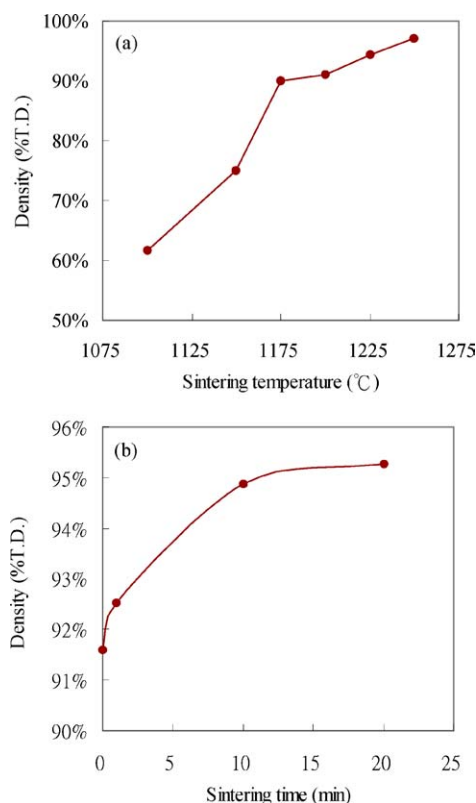 (a)
100%
90%
80%
70%
60%
50%
Density (%T.D.)
1075 1125 1175 1225 1275
Sintering temperature (℃)
(b)
96%
95%
94%
93%
92%
91%
90%
Density (%T.D.)
0 5 10 15 20 25
Sintering time (min)